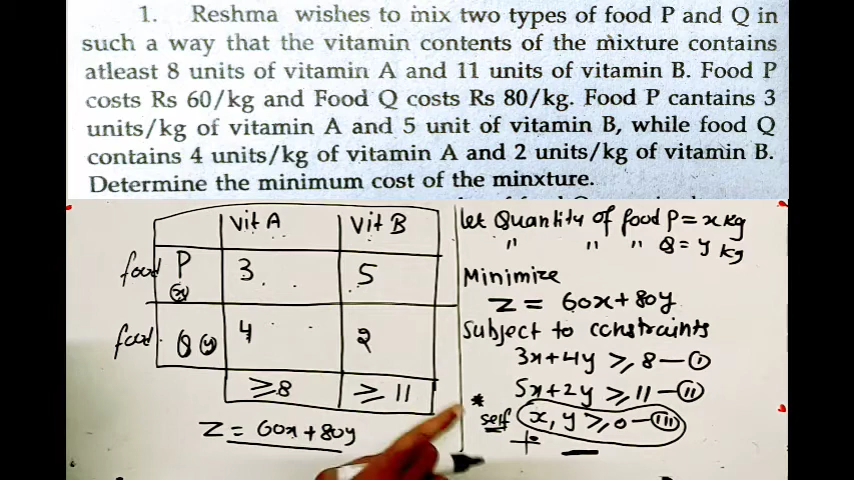 1. Reshma wishes to mix two types of food P and Q in
such a way that the vitamin contents of the mixture contains
atleast 8 units of vitamin A and 11 units of vitamin B. Food P
costs Rs 60/kg and Food Q costs Rs 80/kg. Food P cantains 3
units/kg of vitamin A and 5 unit of vitamin B, while food Q
contains 4 units/kg of vitamin A and 2 units/kg of vitamin B.
Determine the minimum cost of the minxture.
Vit A Vit B
food P (x) 3 5
food Q (y) 4 2
≥8 ≥11
Z = 60x+80y
let Quantity of food P = x kg
" " " Q = y kg
Minimize
Z = 60x+80y
Subject to constraints
3x+4y ≥ 8 — (i)
5x+2y ≥ 11 — (ii)
* self x, y ≥ 0 — (iii)